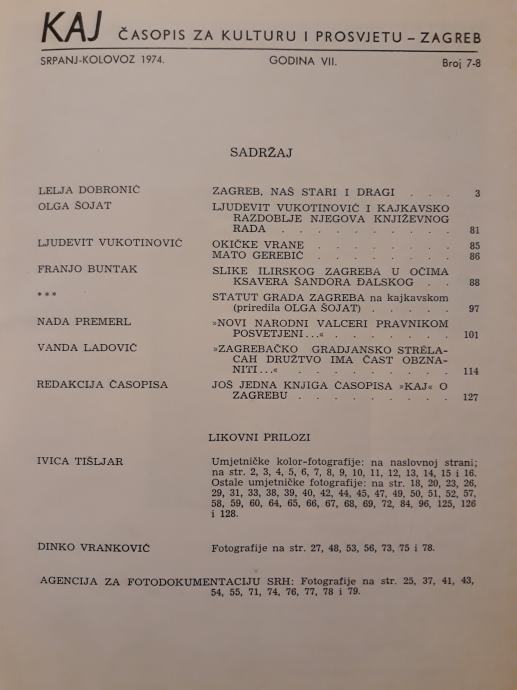 KAJ ČASOPIS ZA KULTURU I PROSVJETU – ZAGREB
SRPANJ-KOLOVOZ 1974. GODINA VII. Broj 7-8
SADRŽAJ
LELJA DOBRONIĆ ZAGREB, NAŠ STARI I DRAGI . . . 3
OLGA ŠOJAT LJUDEVIT VUKOTINOVIĆ I KAJKAVSKO
RAZDOBLJE NJEGOVA KNJIŽEVNOG
RADA . . . . . . . . . 81
LJUDEVIT VUKOTINOVIĆ OKIČKE VRANE . . . . . . . 85
MATO GEREBIĆ . . . . . . . 86
FRANJO BUNTAK SLIKE ILIRSKOG ZAGREBA U OČIMA
KSAVERA ŠANDORA ĐALSKOG . . 88
*** STATUT GRADA ZAGREBA na kajkavskom
(priredila OLGA ŠOJAT) . . . . . 97
NADA PREMERL »NOVI NARODNI VALCERI PRAVNIKOM
POSVETJENI...« . . . . . . 101
VANDA LADOVIĆ »ZAGREBAČKO GRADJANSKO STRĚLA-
CAH DRUŽTVO IMA ČAST OBZNA-
NITI...« . . . . . . . . 114
REDAKCIJA ČASOPISA JOŠ JEDNA KNJIGA ČASOPISA »KAJ« O
ZAGREBU . . . . . . . . 127
LIKOVNI PRILOZI
IVICA TIŠLJAR Umjetničke kolor-fotografije: na naslovnoj strani;
na str. 2, 3, 4, 5, 6, 7, 8, 9, 10, 11, 12, 13, 14, 15 i 16.
Ostale umjetničke fotografije: na str. 18, 20, 23, 26,
29, 31, 33, 38, 39, 40, 42, 44, 45, 47, 49, 50, 51, 52, 57,
58, 59, 60, 64, 65, 66, 67, 68, 69, 72, 84, 96, 125, 126
i 128.
DINKO VRANKOVIĆ Fotografije na str. 27, 48, 53, 56, 73, 75 i 78.
AGENCIJA ZA FOTODOKUMENTACIJU SRH: Fotografije na str. 25, 37, 41, 43,
54, 55, 71, 74, 76, 77, 78 i 79.